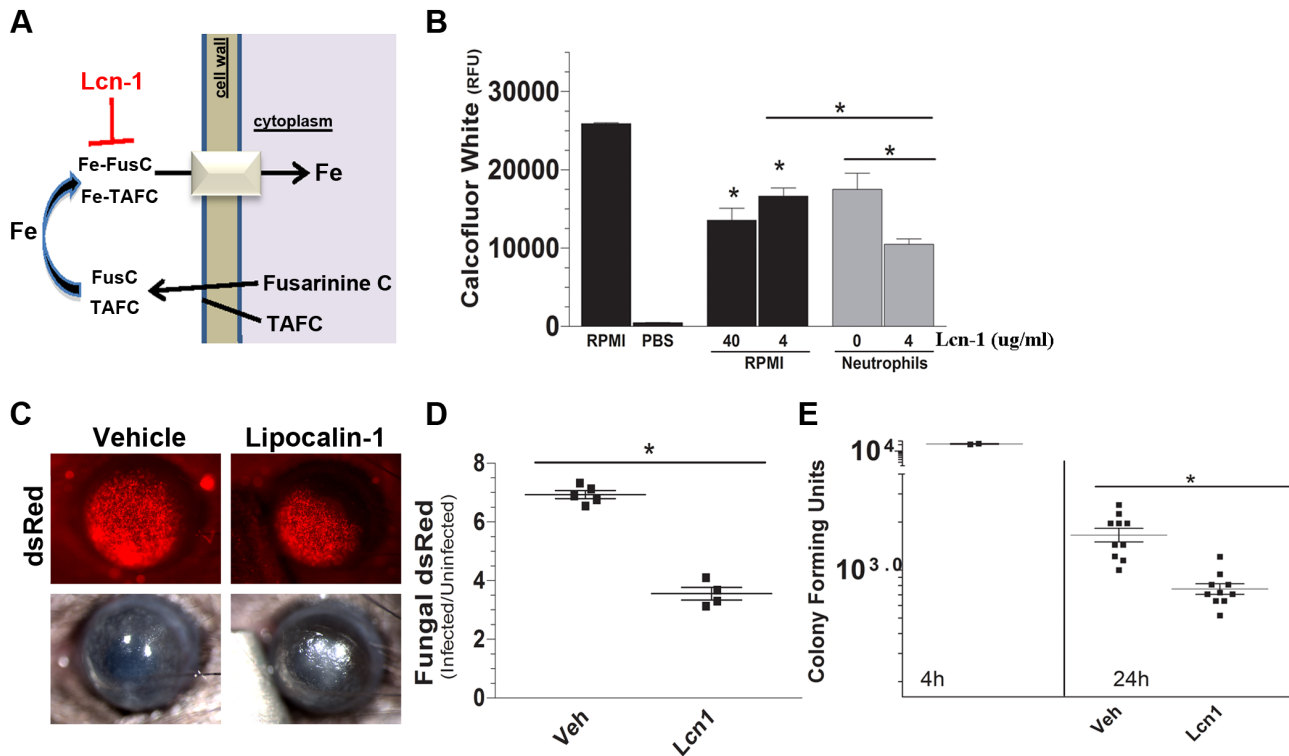 A
Lcn-1
cell wall
cytoplasm
Fe-FusC
Fe-TAFC
Fe
Fe
FusC
TAFC
Fusarinine C
TAFC
B
Calcofluor White (RFU)
30000
20000
10000
0
*
*
*
*
RPMI
PBS
40
4
0
4
Lcn-1 (ug/ml)
RPMI
Neutrophils
C
Vehicle
Lipocalin-1
dsRed
D
Fungal dsRed
(Infected/Uninfected)
8
6
4
2
0
*
Veh
Lcn1
E
Colony Forming Units
10⁴
10³·⁰
*
4h
24h
Veh
Lcn1